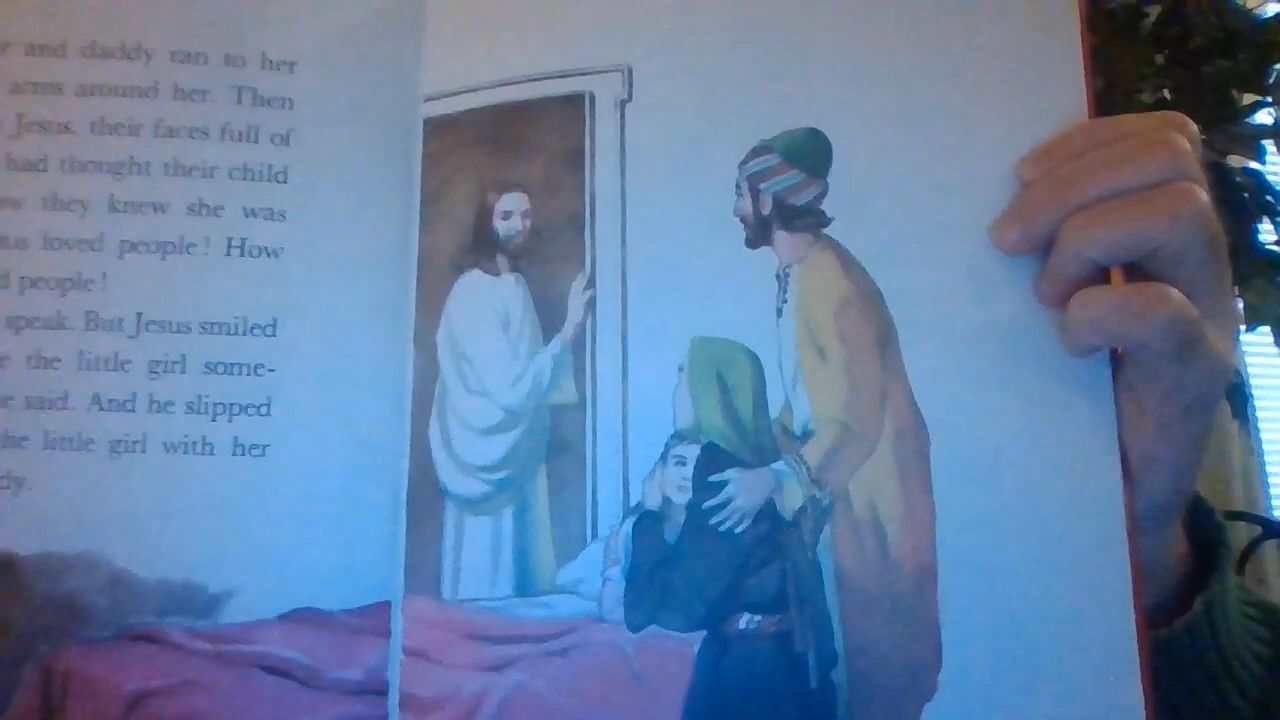 and daddy ran to her
arms around her. Then
Jesus, their faces full of
had thought their child
they knew she was
loved people! How
people!
speak. But Jesus smiled
the little girl some-
said. And he slipped
the little girl with her